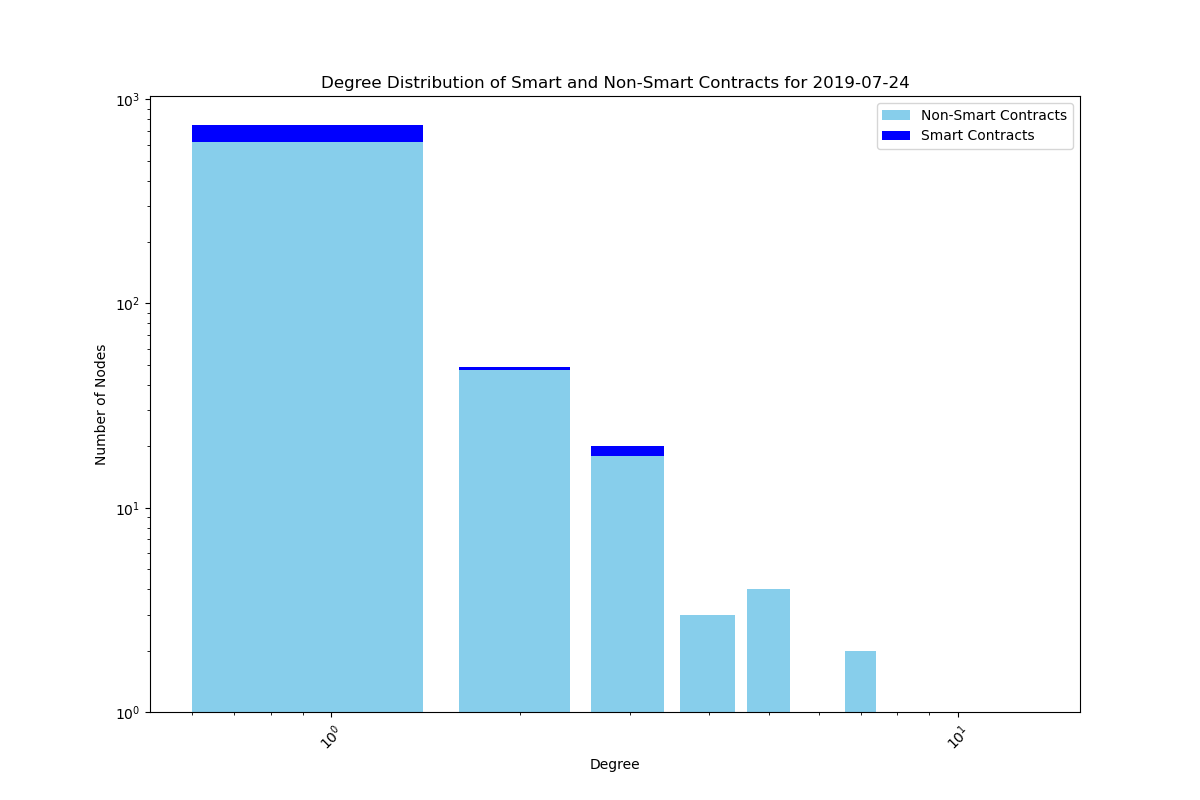 Degree Distribution of Smart and Non-Smart Contracts for 2019-07-24
Non-Smart Contracts
Smart Contracts
Number of Nodes
10³
10²
10¹
10⁰
10⁰
10¹
Degree